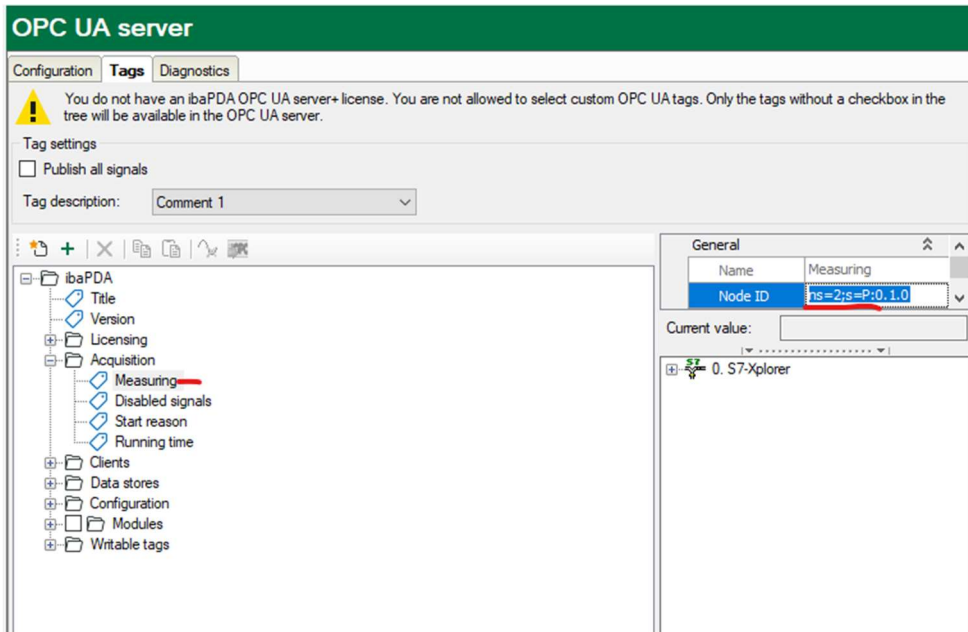 OPC UA server
Configuration Tags Diagnostics
You do not have an ibaPDA OPC UA server+ license. You are not allowed to select custom OPC UA tags. Only the tags without a checkbox in the
tree will be available in the OPC UA server.
Tag settings
Publish all signals
Tag description: Comment 1
ibaPDA
Title
Version
Licensing
Acquisition
Measuring
Disabled signals
Start reason
Running time
Clients
Data stores
Configuration
Modules
Writable tags
General
Name Measuring
Node ID ns=2;s=P:0.1.0
Current value:
S7
0. S7-Xplorer